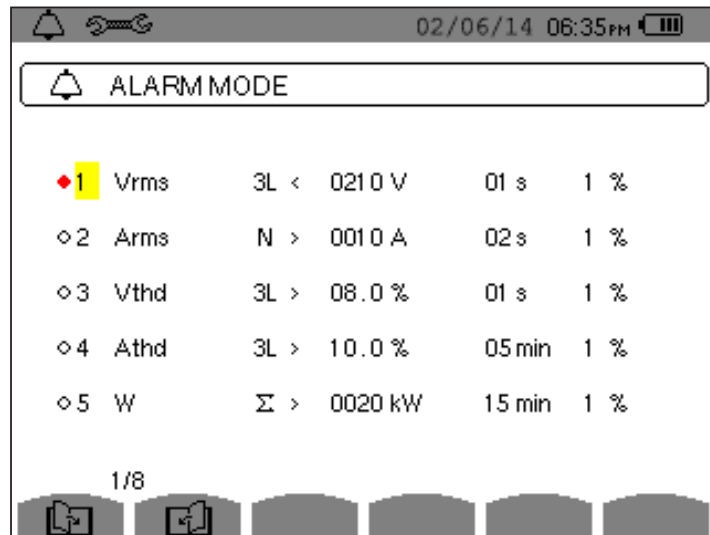 02/06/14 06:35PM
ALARM MODE
1 Vrms 3L < 0210 V 01 s 1 %
2 Arms N > 0010 A 02 s 1 %
3 Vthd 3L > 08.0 % 01 s 1 %
4 Athd 3L > 10.0 % 05 min 1 %
5 W Σ > 0020 kW 15 min 1 %
1/8